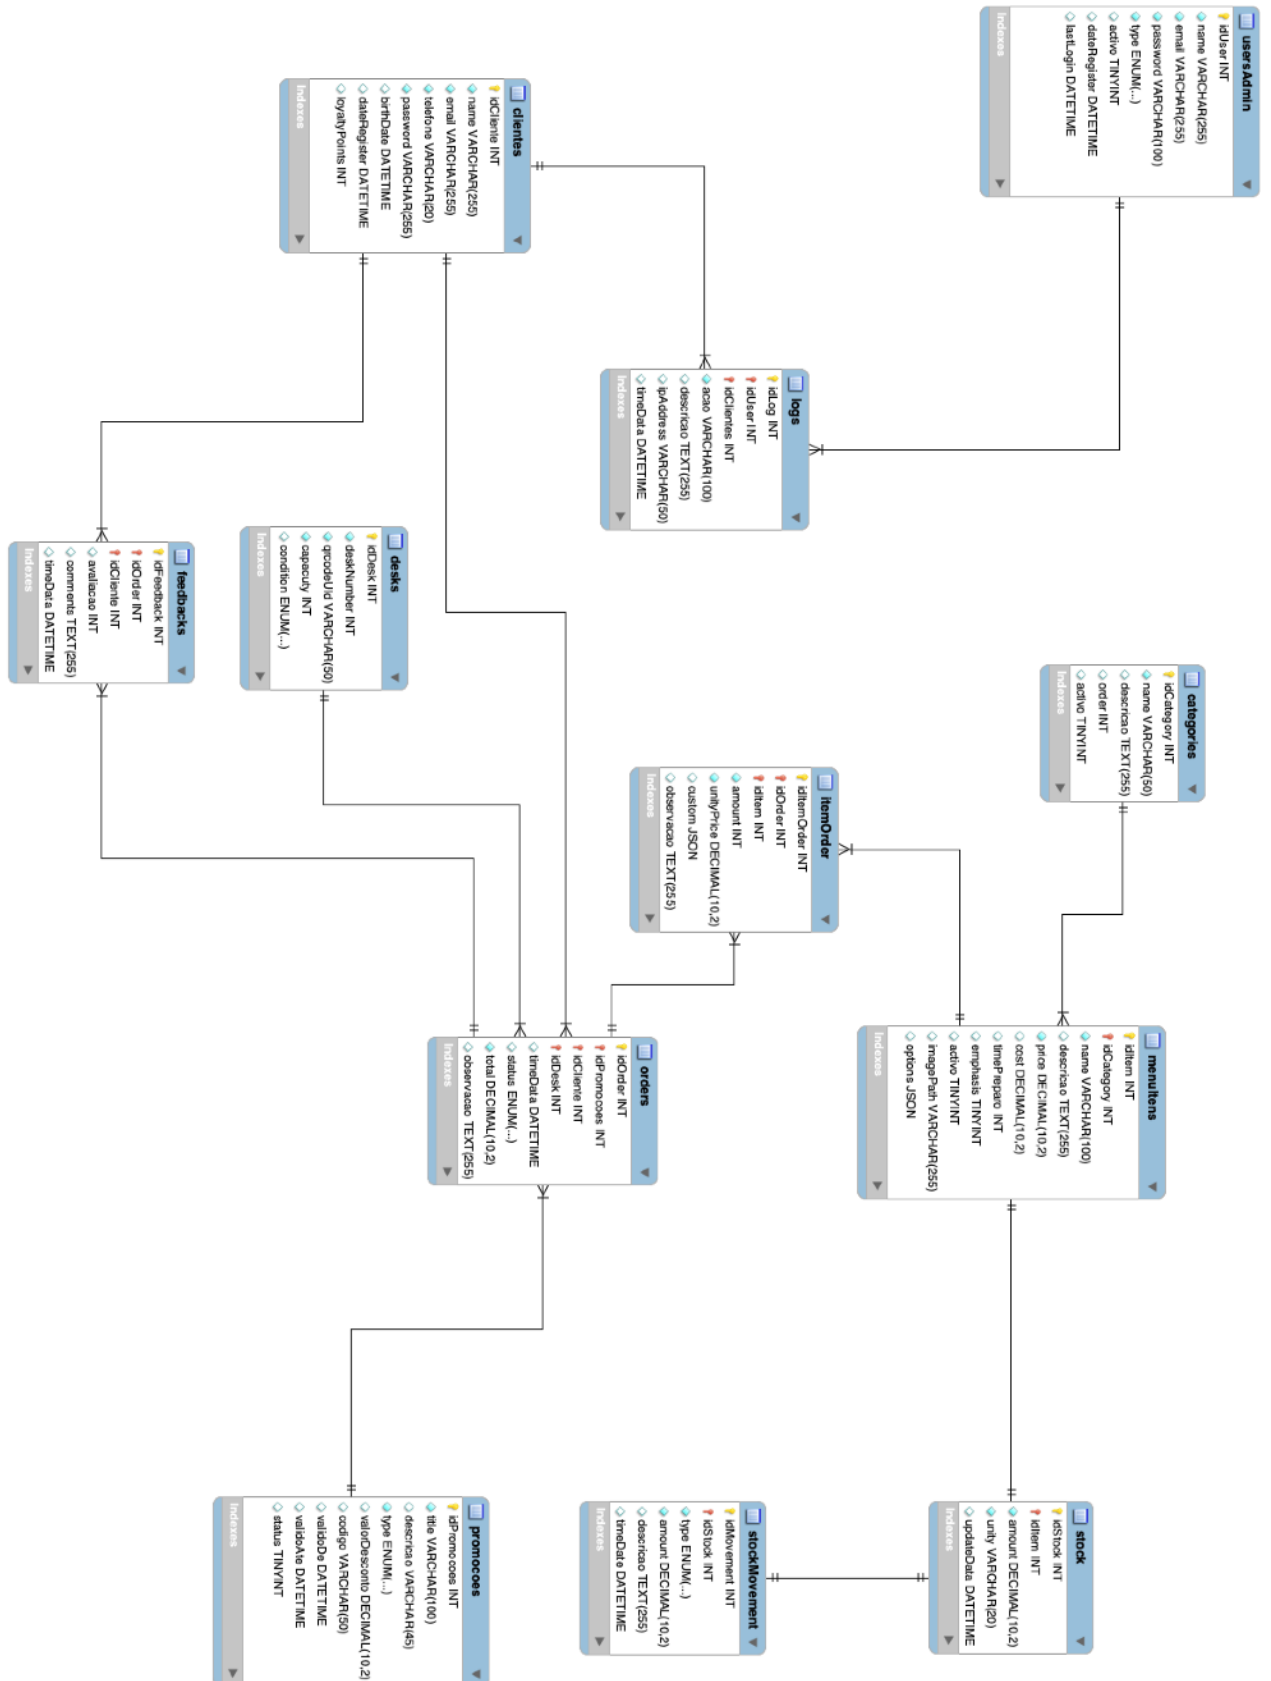 usersAdmin
idUser INT
name VARCHAR(255)
email VARCHAR(255)
password VARCHAR(100)
type ENUM(...)
activo TINYINT
dateRegister DATETIME
lastLogin DATETIME
Indexes
clientes
idCliente INT
name VARCHAR(255)
email VARCHAR(255)
telefone VARCHAR(20)
password VARCHAR(255)
birthDate DATETIME
dateRegister DATETIME
loyaltyPoints INT
Indexes
logs
idLog INT
idUser INT
idClientes INT
acao VARCHAR(100)
descricao TEXT(255)
ipAddress VARCHAR(50)
timeData DATETIME
Indexes
categories
idCategory INT
name VARCHAR(50)
descricao TEXT(255)
order INT
activo TINYINT
Indexes
desks
idDesk INT
deskNumber INT
qrcodeUid VARCHAR(50)
capacuty INT
condition ENUM(...)
Indexes
feedbacks
idFeedback INT
idOrder INT
idCliente INT
avaliacao INT
comments TEXT(255)
timeData DATETIME
Indexes
itemOrder
idItemOrder INT
idOrder INT
idItem INT
amount INT
unityPrice DECIMAL(10,2)
custom JSON
observacao TEXT(255)
Indexes
menuItens
idItem INT
idCategory INT
name VARCHAR(100)
descricao TEXT(255)
price DECIMAL(10,2)
cost DECIMAL(10,2)
timePreparo INT
emphasis TINYINT
activo TINYINT
imagePath VARCHAR(255)
options JSON
Indexes
orders
idOrder INT
idPromocoes INT
idCliente INT
idDesk INT
timeData DATETIME
status ENUM(...)
total DECIMAL(10,2)
observacao TEXT(255)
Indexes
stock
idStock INT
idItem INT
amount DECIMAL(10,2)
unity VARCHAR(20)
updateData DATETIME
Indexes
stockMovement
idMovement INT
idStock INT
type ENUM(...)
amount DECIMAL(10,2)
descricao TEXT(255)
timeDate DATETIME
Indexes
promocoes
idPromocoes INT
title VARCHAR(100)
descricao VARCHAR(45)
type ENUM(...)
valorDesconto DECIMAL(10,2)
codigo VARCHAR(50)
validoDe DATETIME
validoAte DATETIME
status TINYINT
Indexes